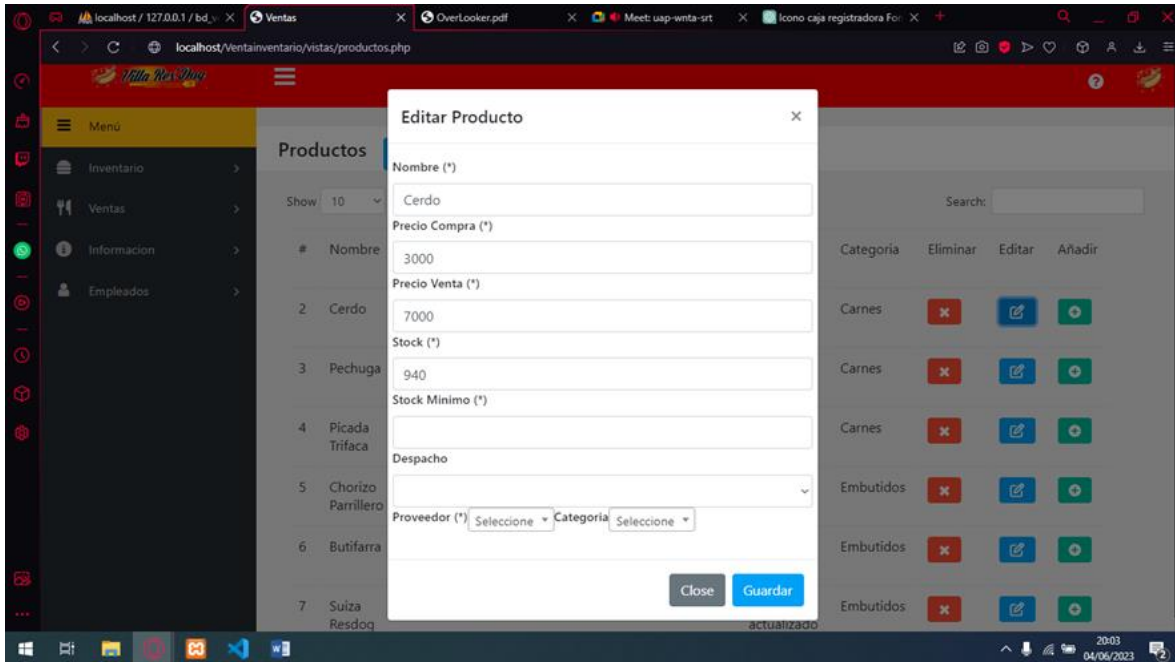 localhost / 127.0.0.1 / bd_v
Ventas
OverLooker.pdf
Meet: uap-wnta-srt
Icono caja registradora For
localhost/Ventainventario/vistas/productos.php
Villa Res Dog
Menú
Inventario
Ventas
Informacion
Empleados
Productos
Show 10
Search:
# Nombre Categoria Eliminar Editar Añadir
2 Cerdo Carnes
3 Pechuga Carnes
4 Picada Trifaca Carnes
5 Chorizo Parrillero Embutidos
6 Butifarra Embutidos
7 Suiza Resdog actualizado Embutidos
Editar Producto
Nombre (*)
Cerdo
Precio Compra (*)
3000
Precio Venta (*)
7000
Stock (*)
940
Stock Minimo (*)
Despacho
Proveedor (*) Seleccione Categoria Seleccione
Close Guardar
20:03
04/06/2023
2